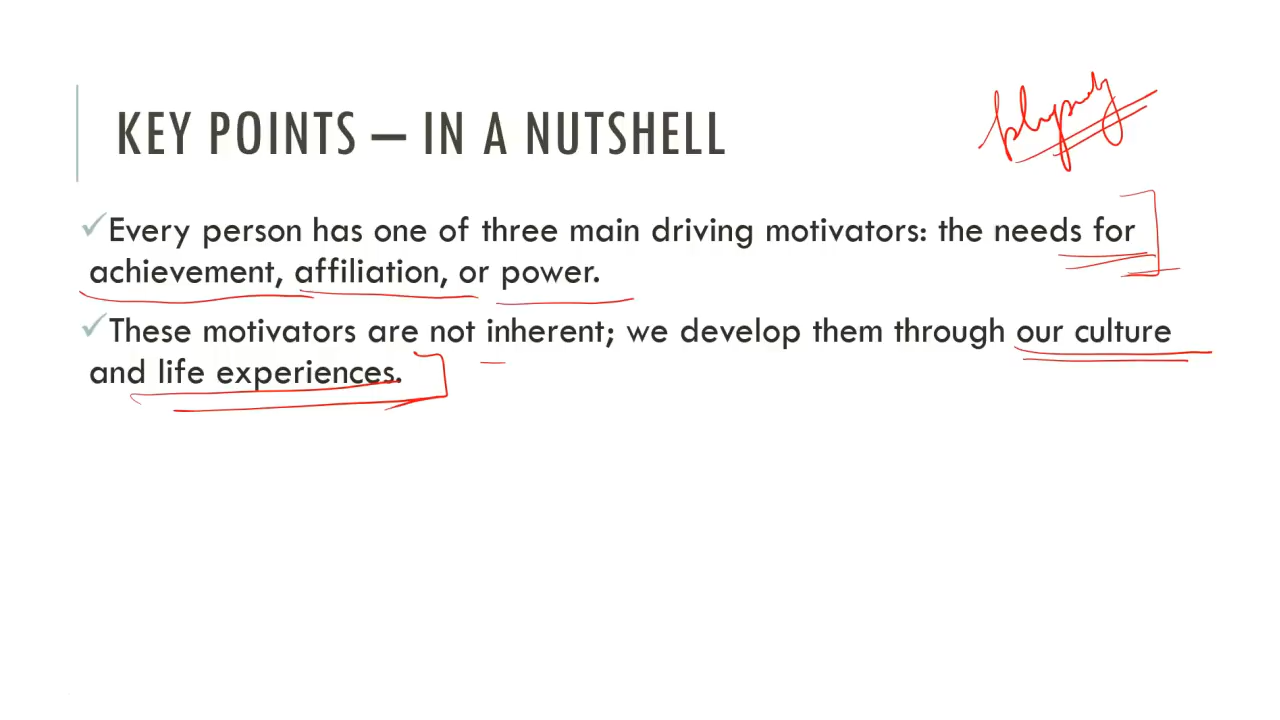 KEY POINTS – IN A NUTSHELL
✓Every person has one of three main driving motivators: the needs for
achievement, affiliation, or power.
✓These motivators are not inherent; we develop them through our culture
and life experiences.